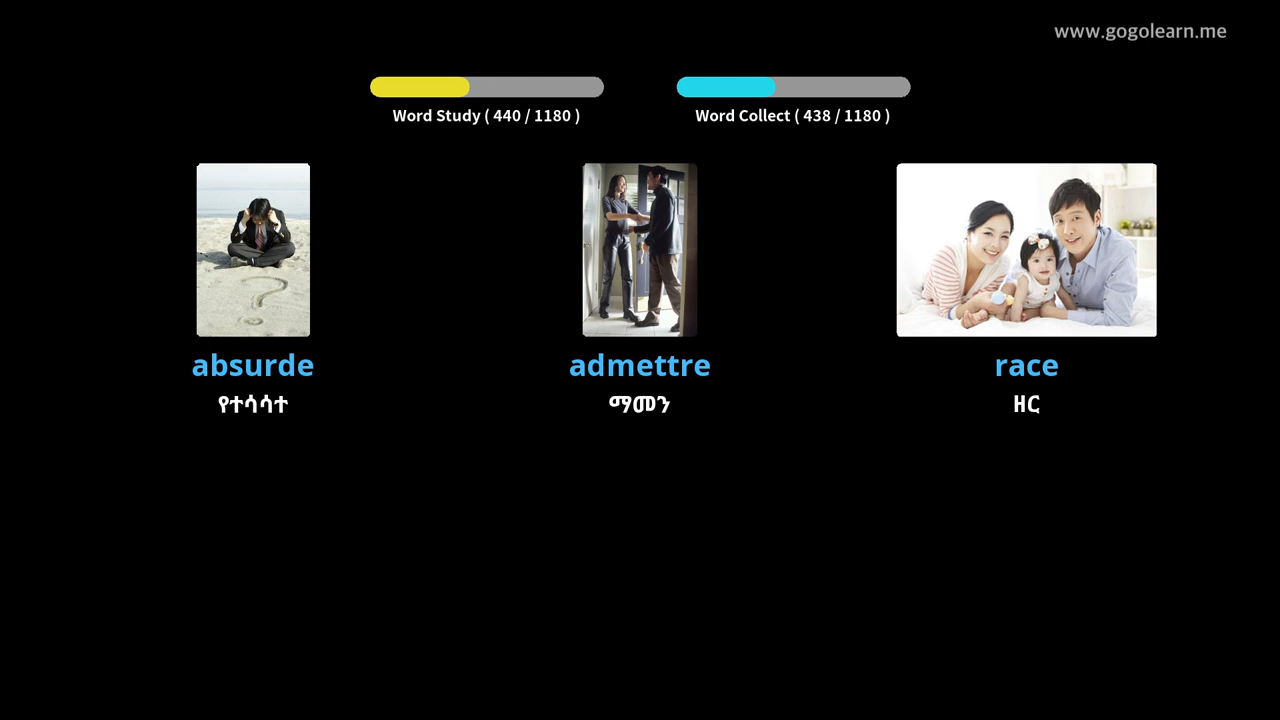 www.gogolearn.me
Word Study ( 440 / 1180 )
Word Collect ( 438 / 1180 )
absurde
admettre
race
የተሳሳተ
ማመን
ዘር